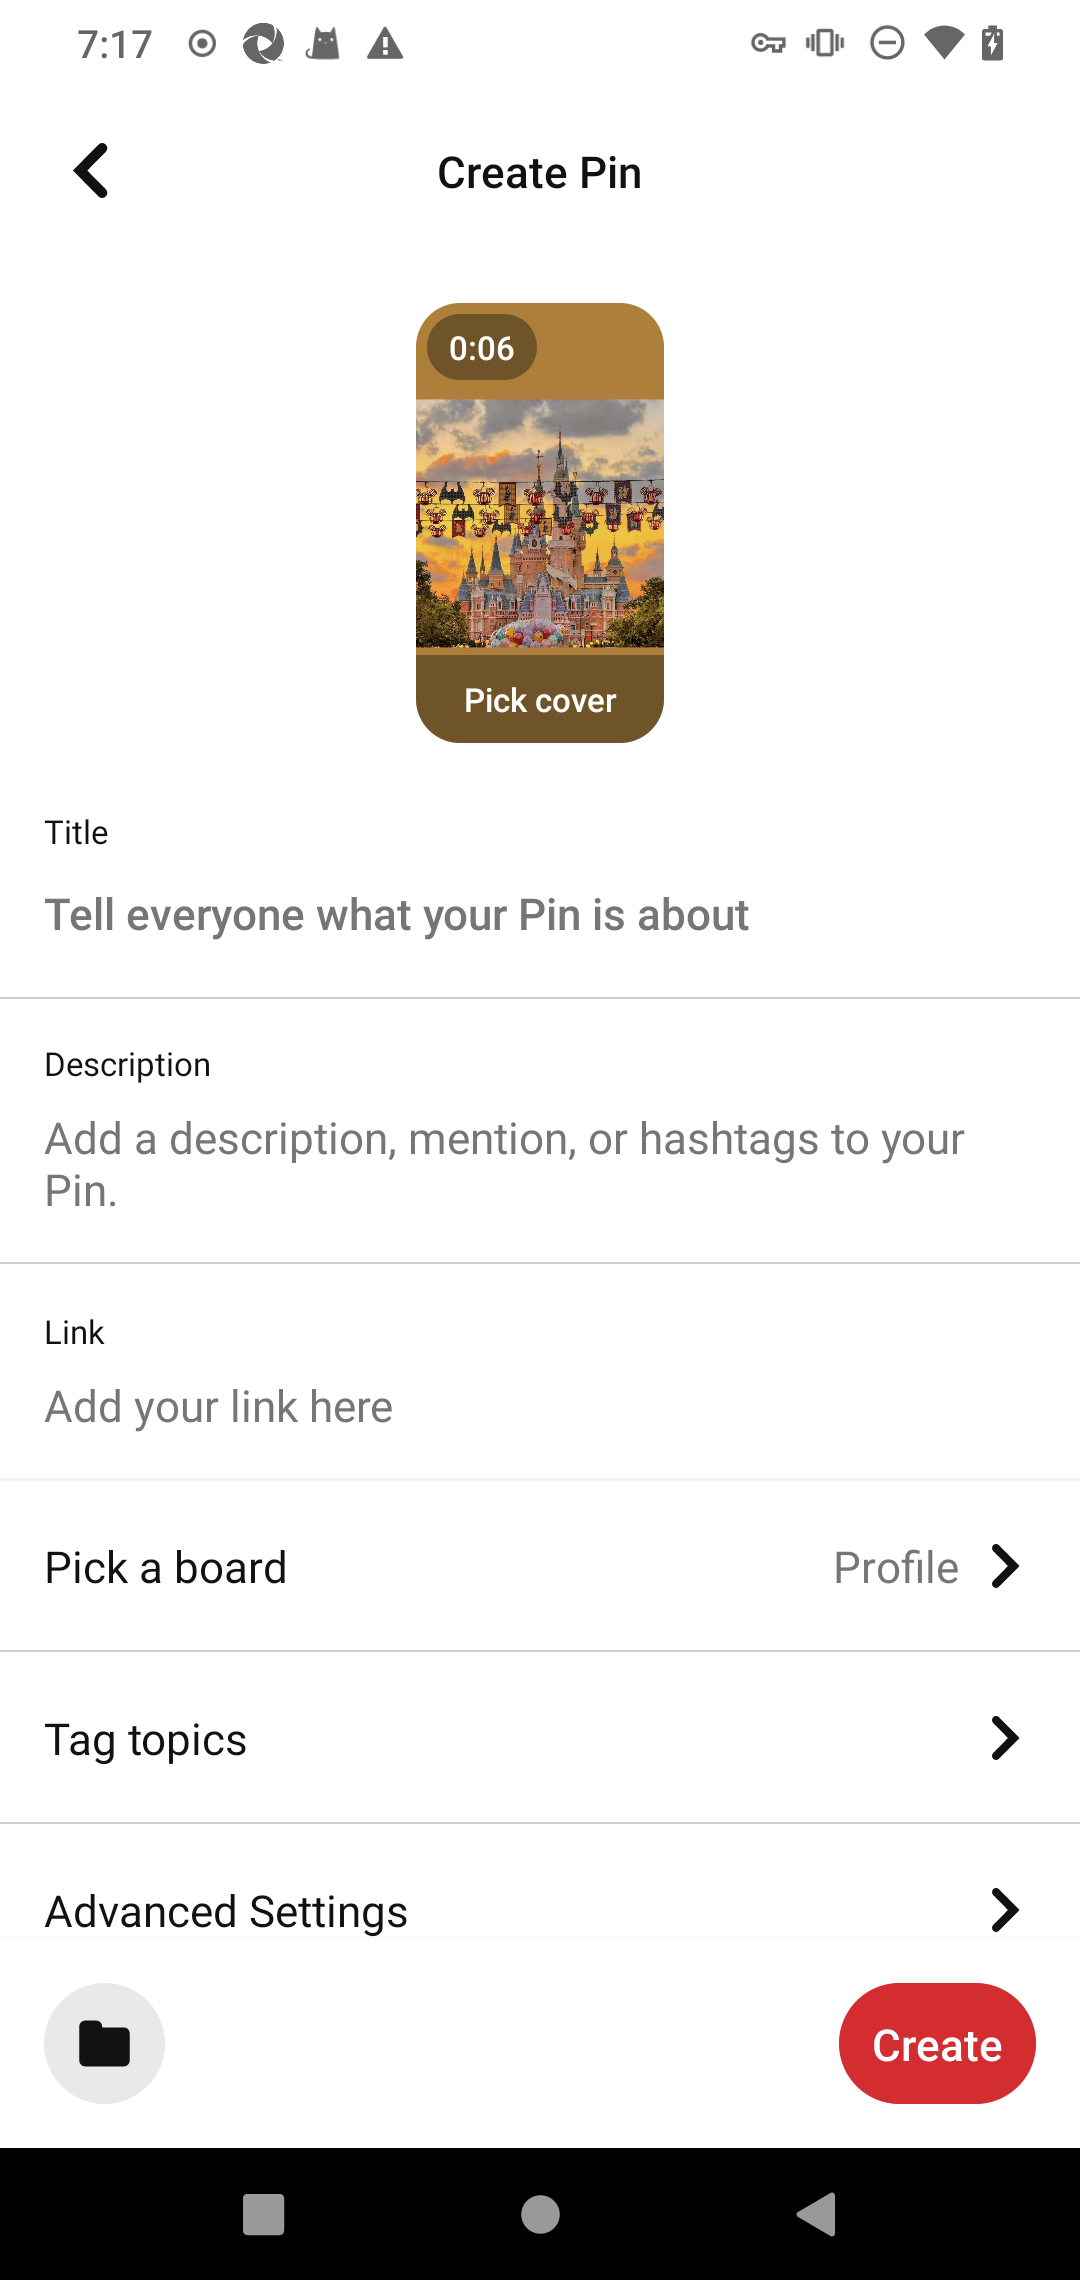 7:17
Create Pin
0:06
Pick cover
Title
Tell everyone what your Pin is about
Description
Add a description, mention, or hashtags to your
Pin.
Link
Add your link here
Pick a board Profile
Tag topics
Advanced Settings
Create